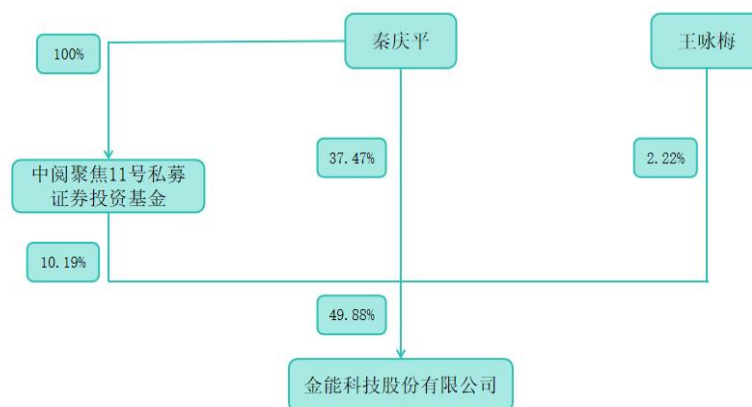 秦庆平
王咏梅
100%
37.47%
2.22%
中阅聚焦11号私募
证券投资基金
10.19%
49.88%
金能科技股份有限公司